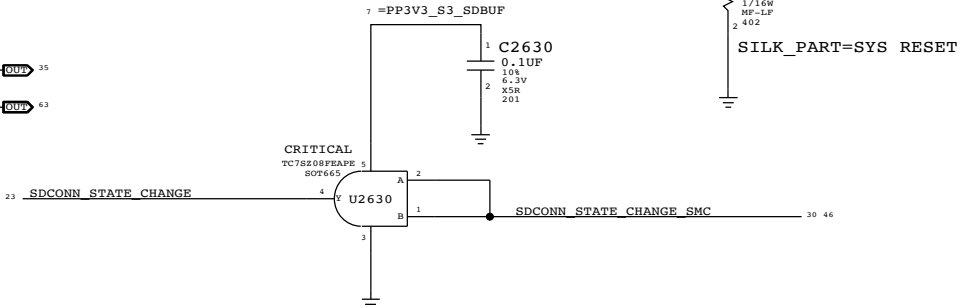 7 =PP3V3_S3_SDBUF
1/16W
MF-LF
402
2
SILK_PART=SYS RESET
1 C2630
0.1UF
10%
6.3V
X5R
201
2
OUT 35
OUT 63
CRITICAL
TC7SZ08FEAPE 5
SOT665
A 2
23 SDCONN_STATE_CHANGE 4 Y U2630
B 1 SDCONN_STATE_CHANGE_SMC 30 46
3